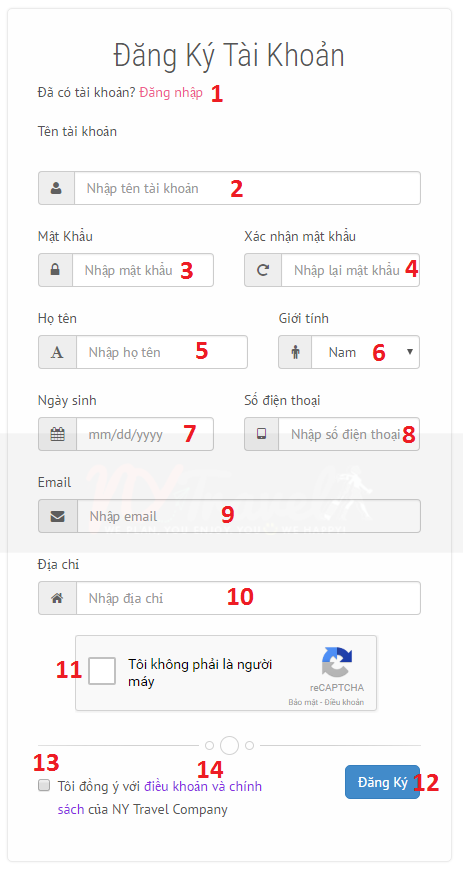 Đăng Ký Tài Khoản
Đã có tài khoản? Đăng nhập 1
Tên tài khoản
Nhập tên tài khoản 2
Mật Khẩu Xác nhận mật khẩu
Nhập mật khẩu 3 Nhập lại mật khẩu 4
Họ tên Giới tính
A Nhập họ tên 5 Nam 6
Ngày sinh Số điện thoại
mm/dd/yyyy 7 Nhập số điện thoại 8
NY Travel
Email
Nhập email 9
Địa chỉ
Nhập địa chỉ 10
11 Tôi không phải là người
máy
reCAPTCHA
Bảo mật - Điều khoản
13 14
Tôi đồng ý với điều khoản và chính
sách của NY Travel Company
Đăng Ký 12